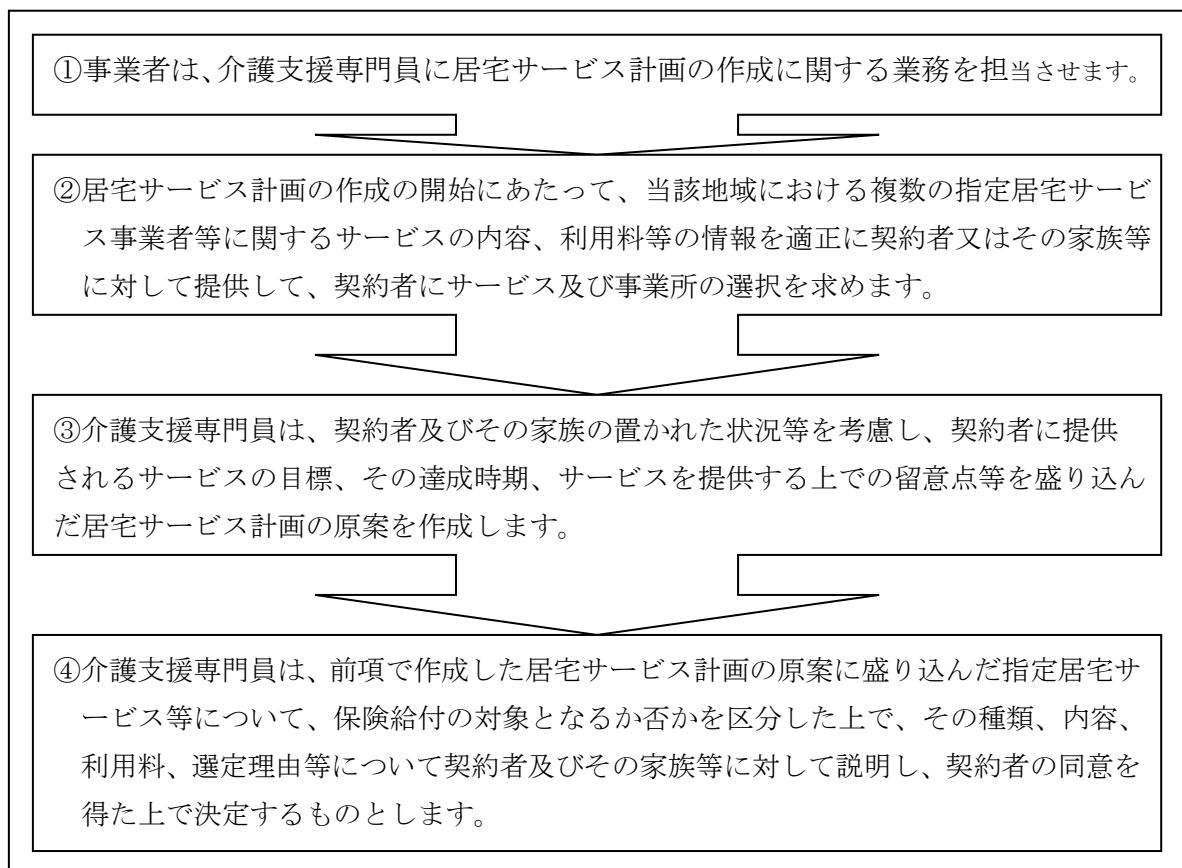 ①事業者は、介護支援専門員に居宅サービス計画の作成に関する業務を担当させます。
②居宅サービス計画の作成の開始にあたって、当該地域における複数の指定居宅サービ
ス事業者等に関するサービスの内容、利用料等の情報を適正に契約者又はその家族等
に対して提供して、契約者にサービス及び事業所の選択を求めます。
③介護支援専門員は、契約者及びその家族の置かれた状況等を考慮し、契約者に提供
されるサービスの目標、その達成時期、サービスを提供する上での留意点等を盛り込ん
だ居宅サービス計画の原案を作成します。
④介護支援専門員は、前項で作成した居宅サービス計画の原案に盛り込んだ指定居宅サ
ービス等について、保険給付の対象となるか否かを区分した上で、その種類、内容、
利用料、選定理由等について契約者及びその家族等に対して説明し、契約者の同意を
得た上で決定するものとします。